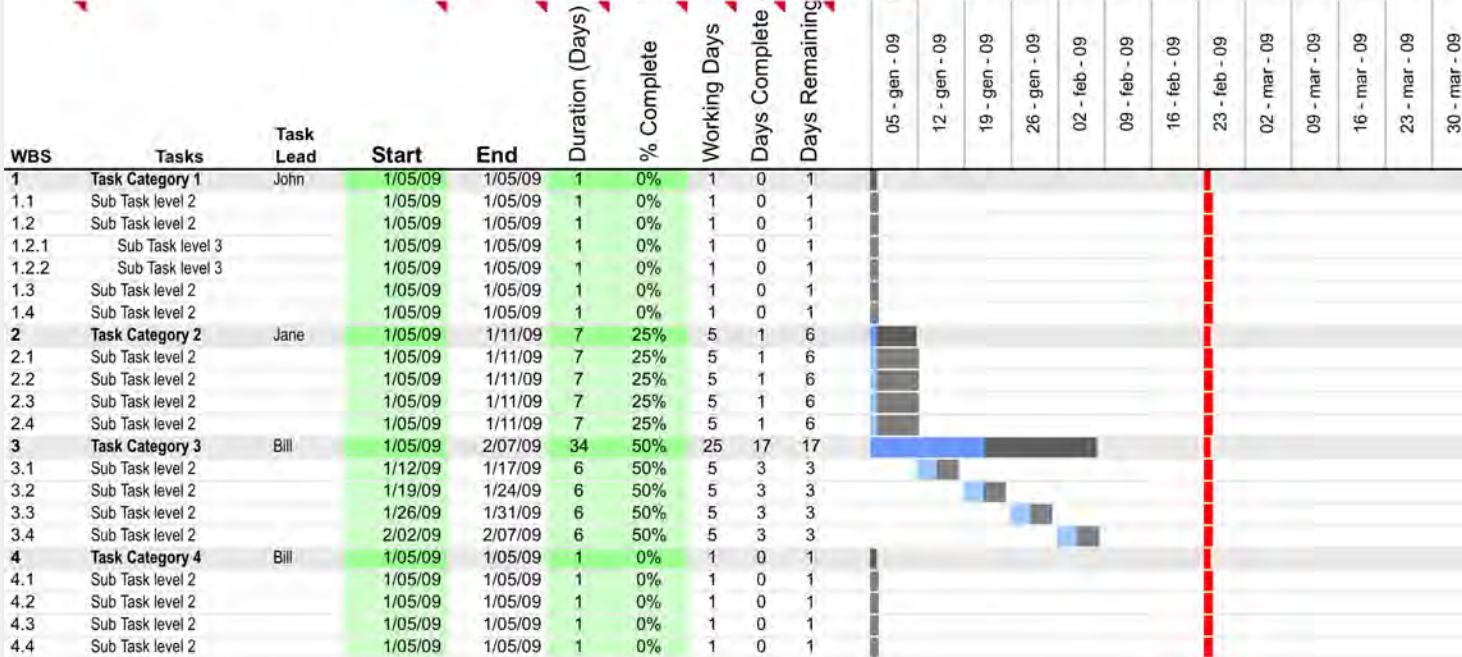 WBS Tasks Task Lead Start End Duration (Days) % Complete Working Days Days Complete Days Remaining 05 - gen - 09 12 - gen - 09 19 - gen - 09 26 - gen - 09 02 - feb - 09 09 - feb - 09 16 - feb - 09 23 - feb - 09 02 - mar - 09 09 - mar - 09 16 - mar - 09 23 - mar - 09 30 - mar - 09
1 Task Category 1 John 1/05/09 1/05/09 1 0% 1 0 1
1.1 Sub Task level 2 1/05/09 1/05/09 1 0% 1 0 1
1.2 Sub Task level 2 1/05/09 1/05/09 1 0% 1 0 1
1.2.1 Sub Task level 3 1/05/09 1/05/09 1 0% 1 0 1
1.2.2 Sub Task level 3 1/05/09 1/05/09 1 0% 1 0 1
1.3 Sub Task level 2 1/05/09 1/05/09 1 0% 1 0 1
1.4 Sub Task level 2 1/05/09 1/05/09 1 0% 1 0 1
2 Task Category 2 Jane 1/05/09 1/11/09 7 25% 5 1 6
2.1 Sub Task level 2 1/05/09 1/11/09 7 25% 5 1 6
2.2 Sub Task level 2 1/05/09 1/11/09 7 25% 5 1 6
2.3 Sub Task level 2 1/05/09 1/11/09 7 25% 5 1 6
2.4 Sub Task level 2 1/05/09 1/11/09 7 25% 5 1 6
3 Task Category 3 Bill 1/05/09 2/07/09 34 50% 25 17 17
3.1 Sub Task level 2 1/12/09 1/17/09 6 50% 5 3 3
3.2 Sub Task level 2 1/19/09 1/24/09 6 50% 5 3 3
3.3 Sub Task level 2 1/26/09 1/31/09 6 50% 5 3 3
3.4 Sub Task level 2 2/02/09 2/07/09 6 50% 5 3 3
4 Task Category 4 Bill 1/05/09 1/05/09 1 0% 1 0 1
4.1 Sub Task level 2 1/05/09 1/05/09 1 0% 1 0 1
4.2 Sub Task level 2 1/05/09 1/05/09 1 0% 1 0 1
4.3 Sub Task level 2 1/05/09 1/05/09 1 0% 1 0 1
4.4 Sub Task level 2 1/05/09 1/05/09 1 0% 1 0 1